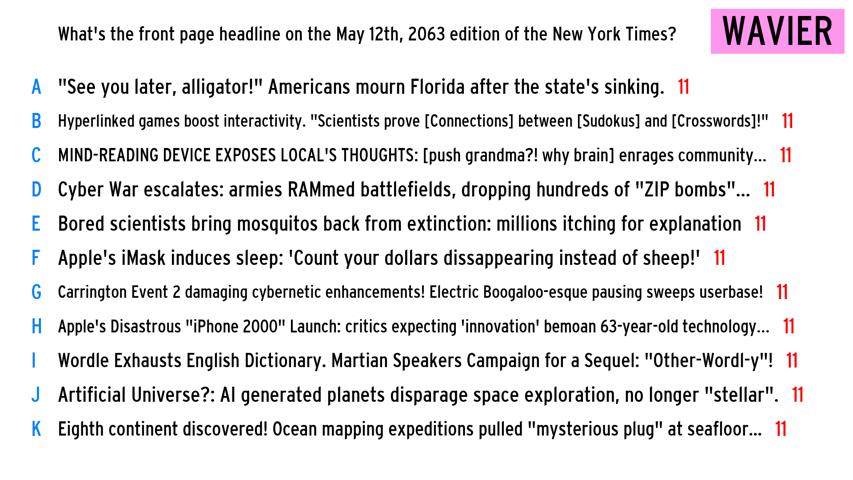 What's the front page headline on the May 12th, 2063 edition of the New York Times? WAVIER
A "See you later, alligator!" Americans mourn Florida after the state's sinking. 11
B Hyperlinked games boost interactivity. "Scientists prove [Connections] between [Sudokus] and [Crosswords]!" 11
C MIND-READING DEVICE EXPOSES LOCAL'S THOUGHTS: [push grandma?! why brain] enrages community... 11
D Cyber War escalates: armies RAMmed battlefields, dropping hundreds of "ZIP bombs"... 11
E Bored scientists bring mosquitos back from extinction: millions itching for explanation 11
F Apple's iMask induces sleep: 'Count your dollars dissappearing instead of sheep!' 11
G Carrington Event 2 damaging cybernetic enhancements! Electric Boogaloo-esque pausing sweeps userbase! 11
H Apple's Disastrous "iPhone 2000" Launch: critics expecting 'innovation' bemoan 63-year-old technology... 11
I Wordle Exhausts English Dictionary. Martian Speakers Campaign for a Sequel: "Other-Wordl-y"! 11
J Artificial Universe?: AI generated planets disparage space exploration, no longer "stellar". 11
K Eighth continent discovered! Ocean mapping expeditions pulled "mysterious plug" at seafloor... 11